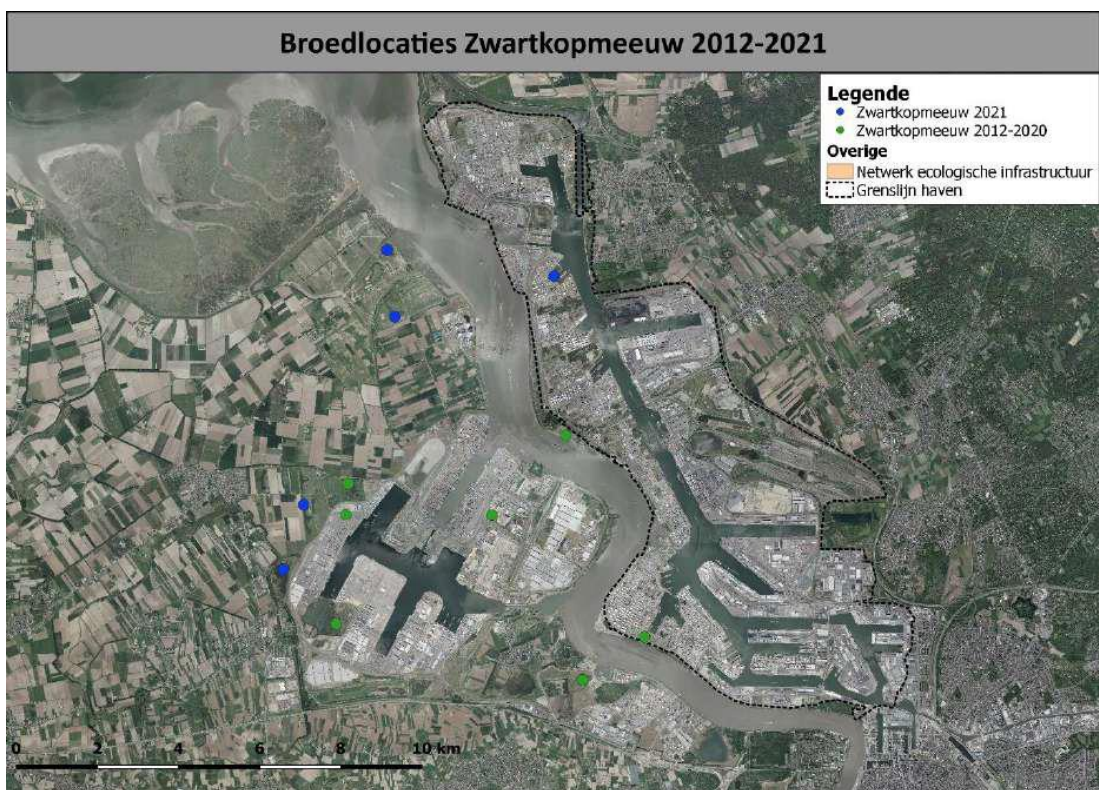 Broedlocaties Zwartkopmeeuw 2012-2021
Legende
Zwartkopmeeuw 2021
Zwartkopmeeuw 2012-2020
Overige
Netwerk ecologische infrastructuur
Grenslijn haven
0 2 4 6 8 10 km